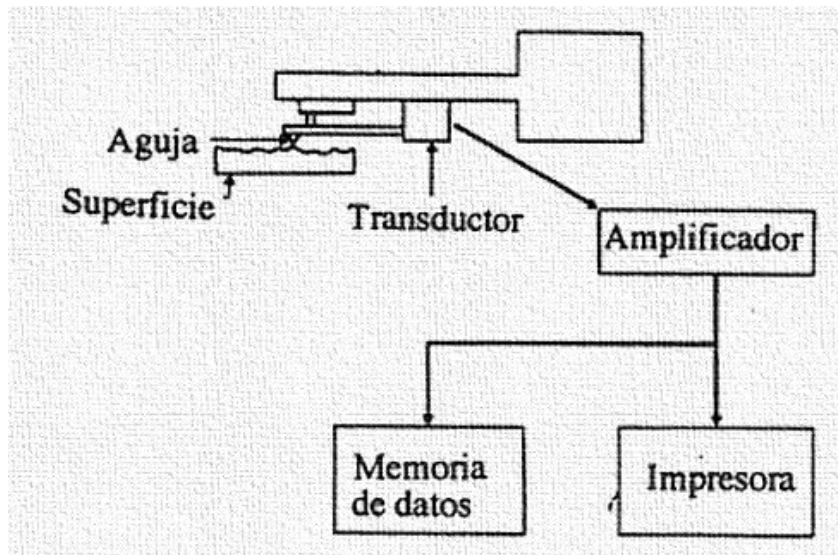 Aguja
Superficie
Transductor
Amplificador
Memoria
de datos
Impresora